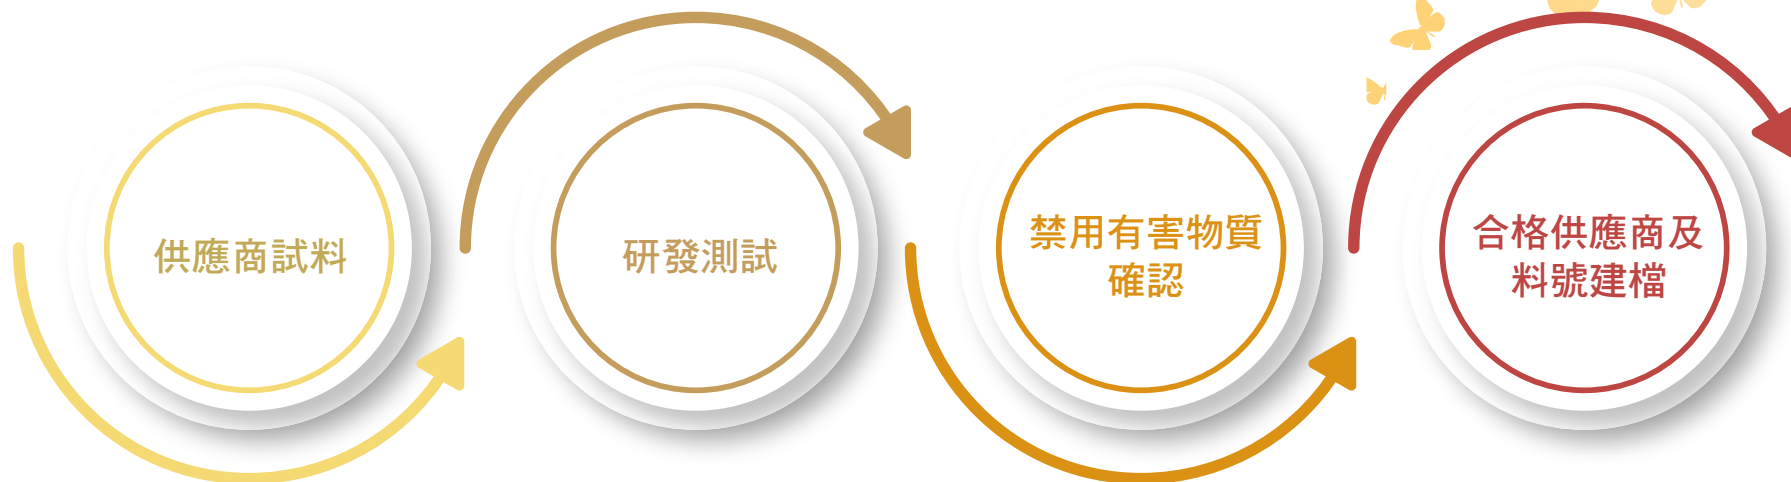 供應商試料
研發測試
禁用有害物質
確認
合格供應商及
料號建檔